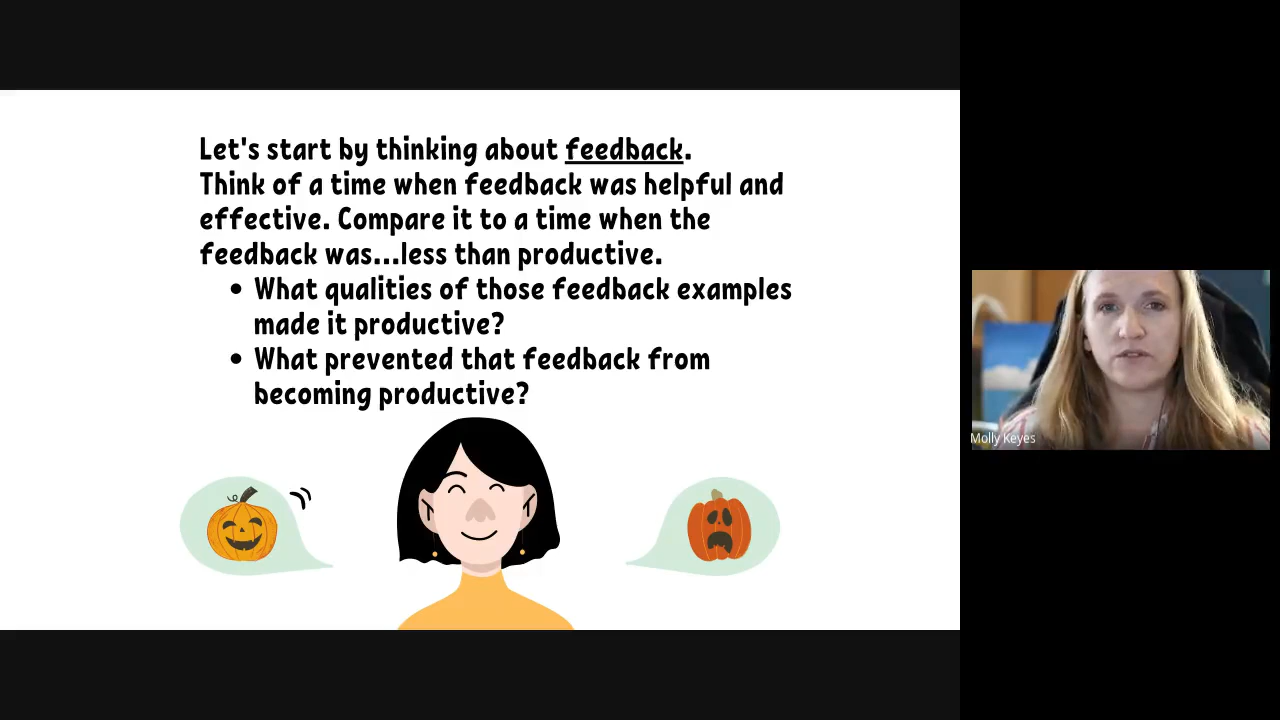 Let's start by thinking about feedback.
Think of a time when feedback was helpful and
effective. Compare it to a time when the
feedback was...less than productive.
• What qualities of those feedback examples
made it productive?
• What prevented that feedback from
becoming productive?
Molly Keyes